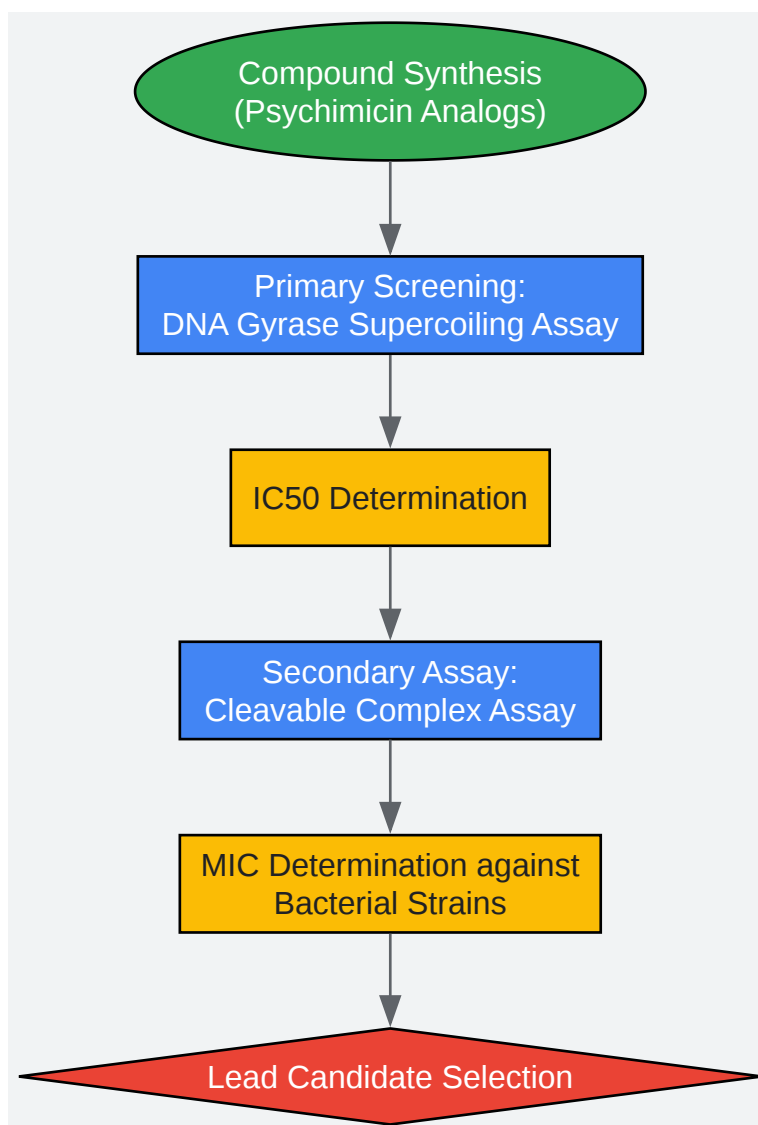 Compound Synthesis
(Psychimicin Analogs)
Primary Screening:
DNA Gyrase Supercoiling Assay
IC50 Determination
Secondary Assay:
Cleavable Complex Assay
MIC Determination against
Bacterial Strains
Lead Candidate Selection